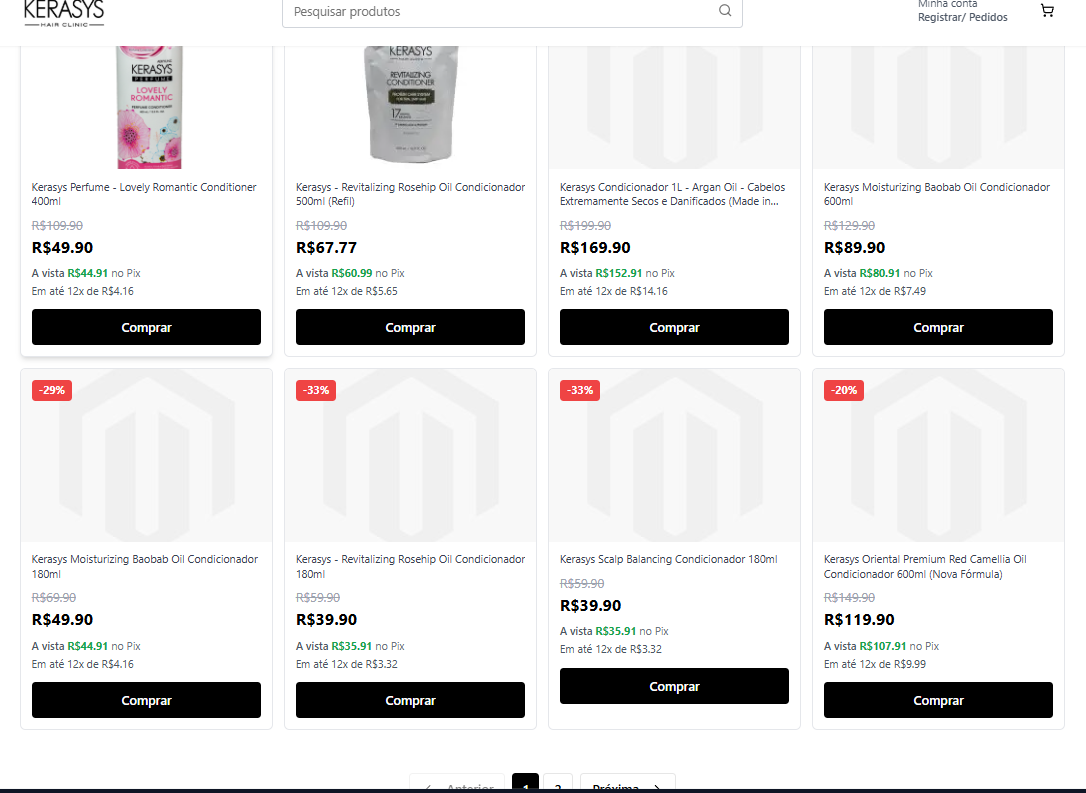 KERASYS
HAIR CLINIC
Pesquisar produtos
Minha conta
Registrar/ Pedidos
KERASYS
PERFUME
LOVELY
ROMANTIC
PERFUME CONDITIONER
KERASYS
REVITALIZING
CONDITIONER
17
Kerasys Perfume - Lovely Romantic Conditioner
400ml
R$109.90
R$49.90
A vista R$44.91 no Pix
Em até 12x de R$4.16
Comprar
Kerasys - Revitalizing Rosehip Oil Condicionador
500ml (Refil)
R$109.90
R$67.77
A vista R$60.99 no Pix
Em até 12x de R$5.65
Comprar
Kerasys Condicionador 1L - Argan Oil - Cabelos
Extremamente Secos e Danificados (Made in...
R$199.90
R$169.90
A vista R$152.91 no Pix
Em até 12x de R$14.16
Comprar
Kerasys Moisturizing Baobab Oil Condicionador
600ml
R$129.90
R$89.90
A vista R$80.91 no Pix
Em até 12x de R$7.49
Comprar
-29%
Kerasys Moisturizing Baobab Oil Condicionador
180ml
R$69.90
R$49.90
A vista R$44.91 no Pix
Em até 12x de R$4.16
Comprar
-33%
Kerasys - Revitalizing Rosehip Oil Condicionador
180ml
R$59.90
R$39.90
A vista R$35.91 no Pix
Em até 12x de R$3.32
Comprar
-33%
Kerasys Scalp Balancing Condicionador 180ml
R$59.90
R$39.90
A vista R$35.91 no Pix
Em até 12x de R$3.32
Comprar
-20%
Kerasys Oriental Premium Red Camellia Oil
Condicionador 600ml (Nova Fórmula)
R$149.90
R$119.90
A vista R$107.91 no Pix
Em até 12x de R$9.99
Comprar
Anterior 1 2 Próxima